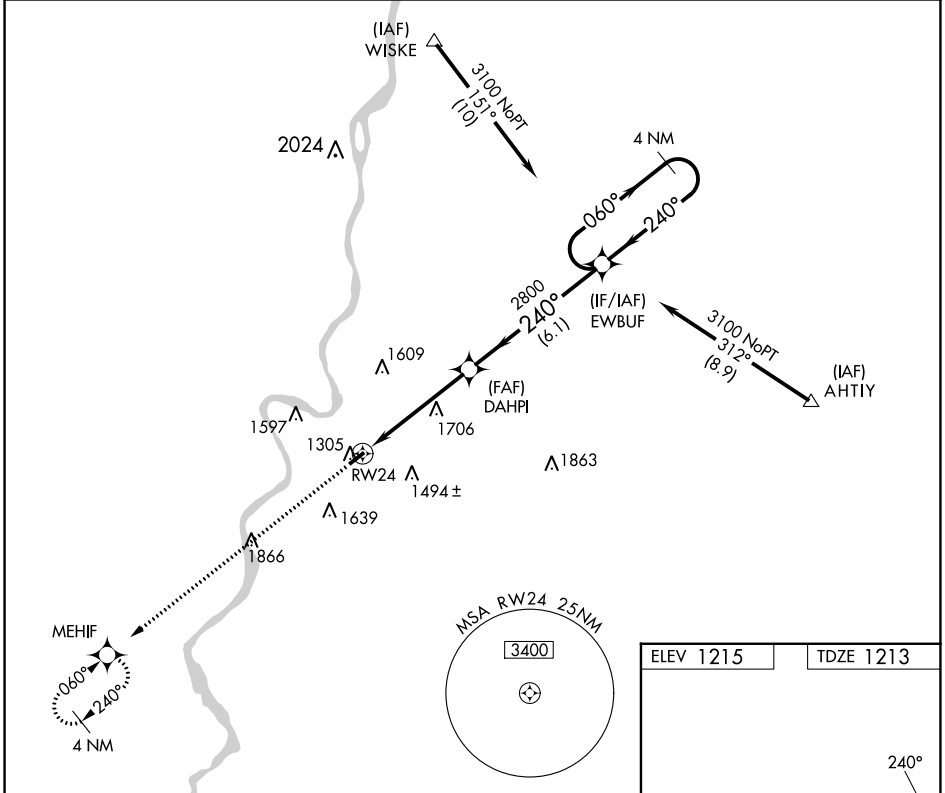 (IAF)
WISKE
3100 NoPT
151°
(10)
2024
4 NM
060°
240°
2800
240°
(6.1)
(IF/IAF)
EWBUF
3100 NoPT
312°
(8.9)
(IAF)
AHTIY
1609
(FAF)
DAHPI
1597
1706
1305
RW24
1494 ±
1863
1639
1866
MEHIF
060°
240°
4 NM
MSA RW24 25NM
3400
ELEV 1215
TDZE 1213
240°